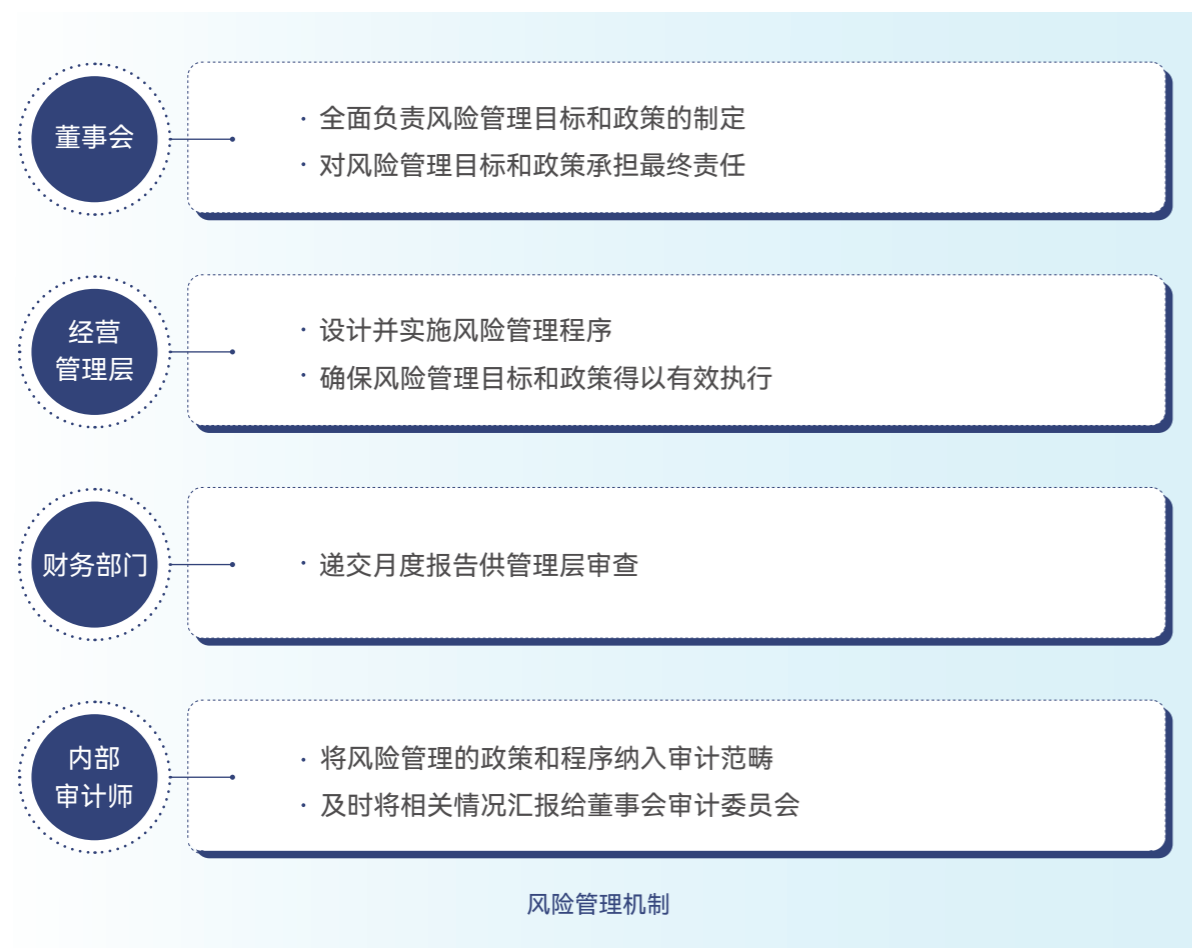 董事会
· 全面负责风险管理目标和政策的制定
· 对风险管理目标和政策承担最终责任
经营
管理层
· 设计并实施风险管理程序
· 确保风险管理目标和政策得以有效执行
财务部门
· 递交月度报告供管理层审查
内部
审计师
· 将风险管理的政策和程序纳入审计范畴
· 及时将相关情况汇报给董事会审计委员会
风险管理机制